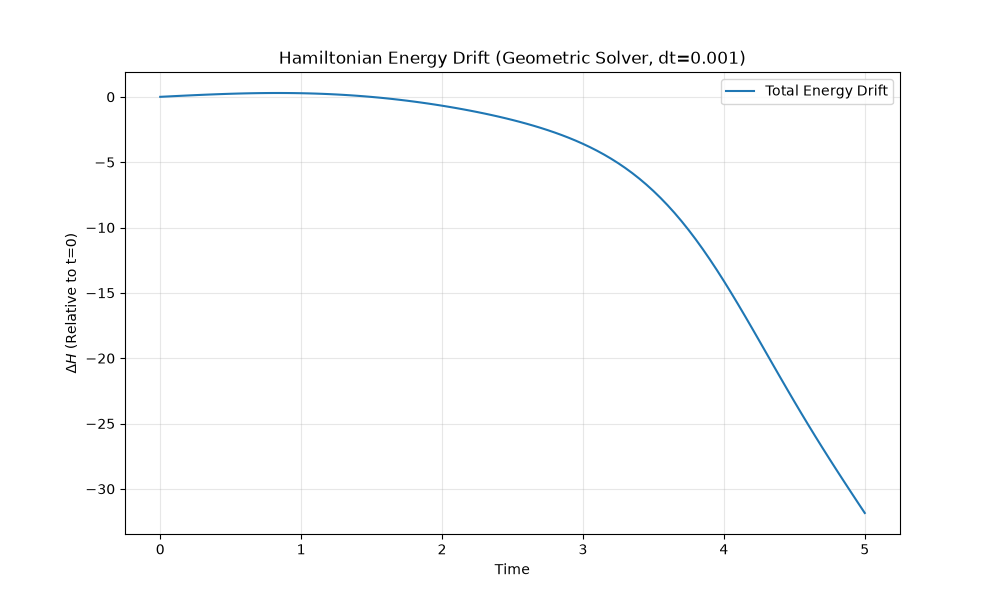 Hamiltonian Energy Drift (Geometric Solver, dt=0.001)
Total Energy Drift
ΔH (Relative to t=0)
0
−5
−10
−15
−20
−25
−30
0 1 2 3 4 5
Time